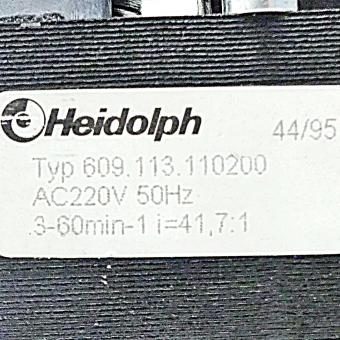 Heidolph 44/95
Typ 609.113.110200
AC220V 50Hz
3-60min-1 i=41,7:1